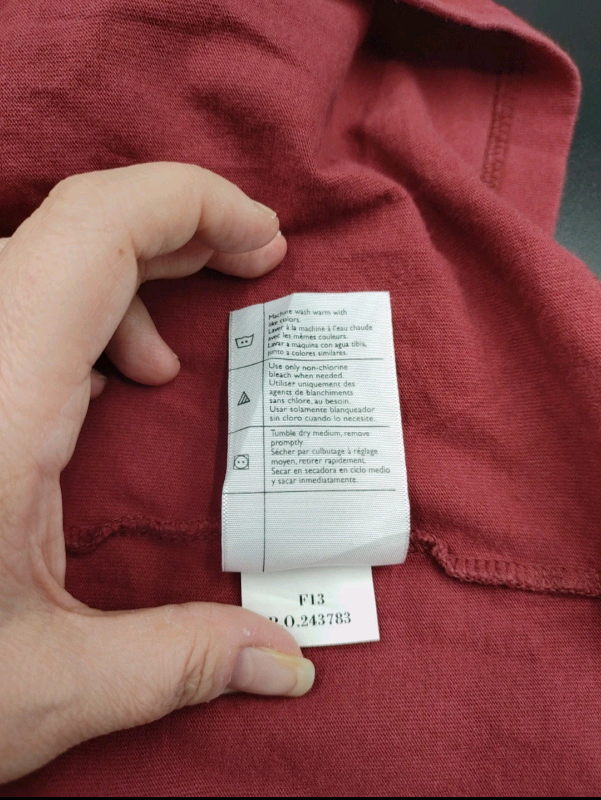 Machine wash warm with
like colors.
Laver à la machine à l'eau chaude
avec les mêmes couleurs.
Lavar a máquina con agua tibia,
junto a colores similares.
Use only non-chlorine
bleach when needed.
Utiliser uniquement des
agents de blanchiments
sans chlore, au besoin.
Usar solamente blanqueador
sin cloro cuando lo necesite.
Tumble dry medium, remove
promptly.
Sécher par culbutage à réglage
moyen, retirer rapidement.
Secar en secadora en ciclo medio
y sacar inmediatamente.
F13
P.O.243783